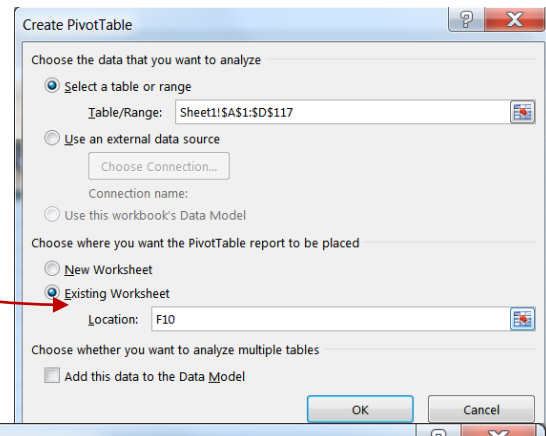 Create PivotTable
Choose the data that you want to analyze
Select a table or range
Table/Range: Sheet1!$A$1:$D$117
Use an external data source
Choose Connection...
Connection name:
Use this workbook's Data Model
Choose where you want the PivotTable report to be placed
New Worksheet
Existing Worksheet
Location: F10
Choose whether you want to analyze multiple tables
Add this data to the Data Model
OK Cancel